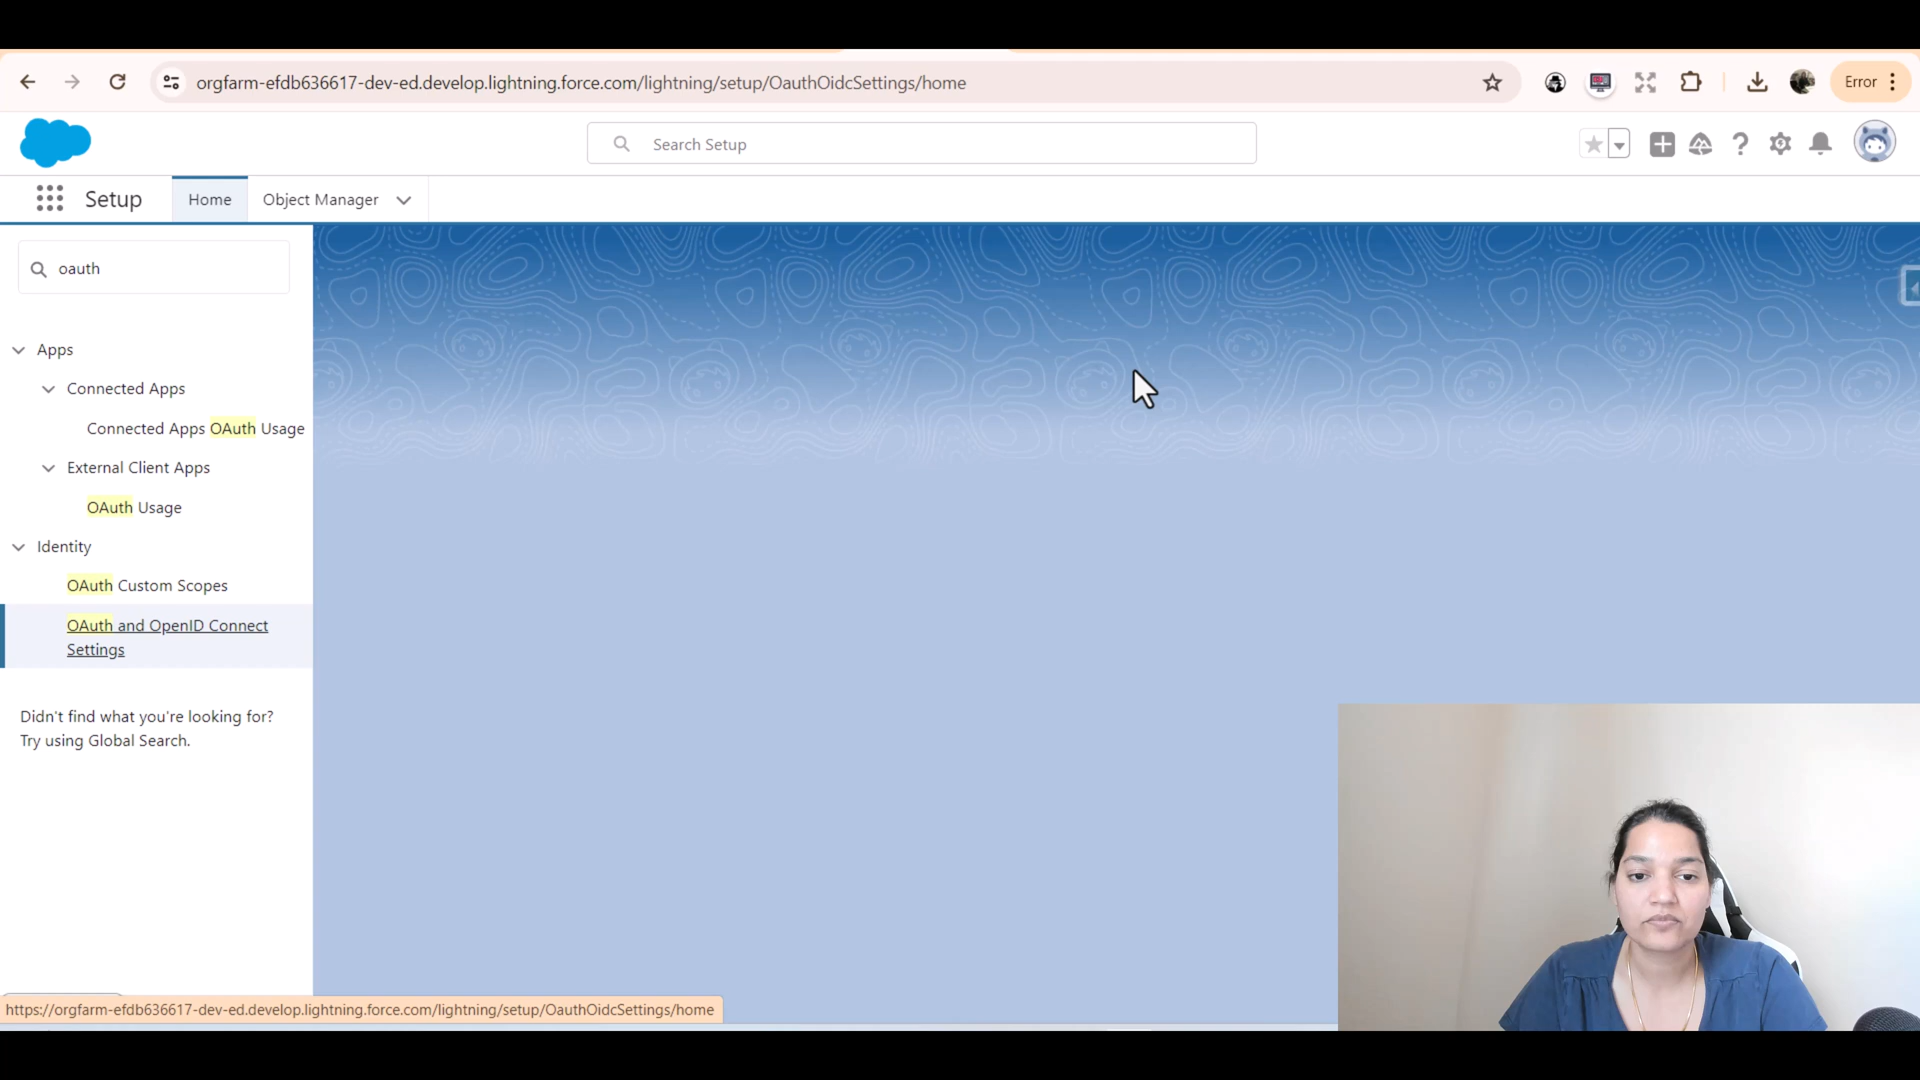 orgfarm-efdb636617-dev-ed.develop.lightning.force.com/lightning/setup/OauthOidcSettings/home
Error
Search Setup
Setup
Home
Object Manager
oauth
Apps
Connected Apps
Connected Apps OAuth Usage
External Client Apps
OAuth Usage
Identity
OAuth Custom Scopes
OAuth and OpenID Connect
Settings
Didn't find what you're looking for?
Try using Global Search.
https://orgfarm-efdb636617-dev-ed.develop.lightning.force.com/lightning/setup/OauthOidcSettings/home